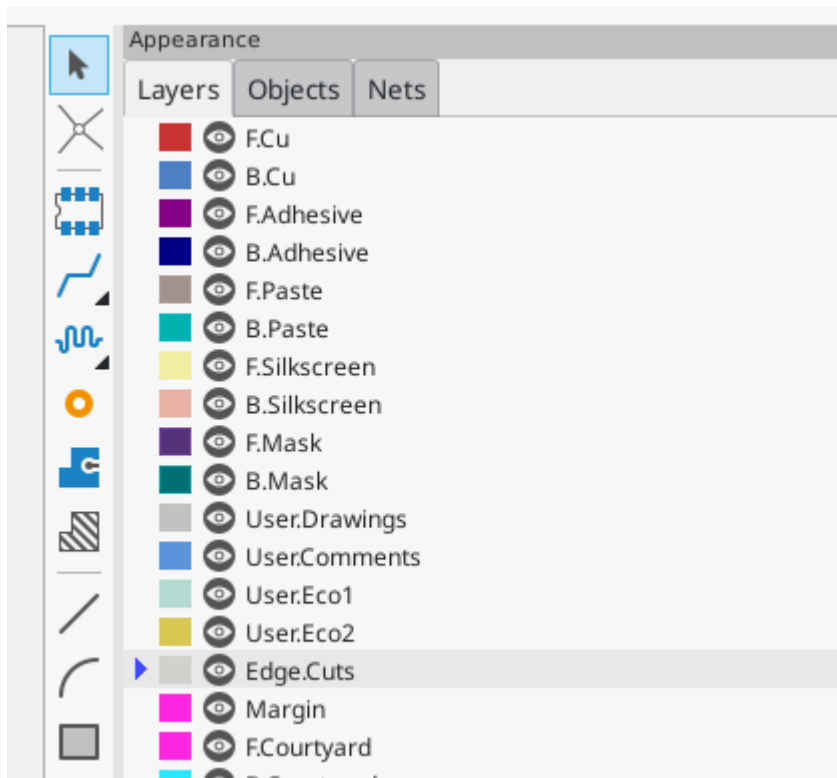 Appearance
Layers Objects Nets
F.Cu
B.Cu
F.Adhesive
B.Adhesive
F.Paste
B.Paste
F.Silkscreen
B.Silkscreen
F.Mask
B.Mask
User.Drawings
User.Comments
User.Eco1
User.Eco2
Edge.Cuts
Margin
F.Courtyard